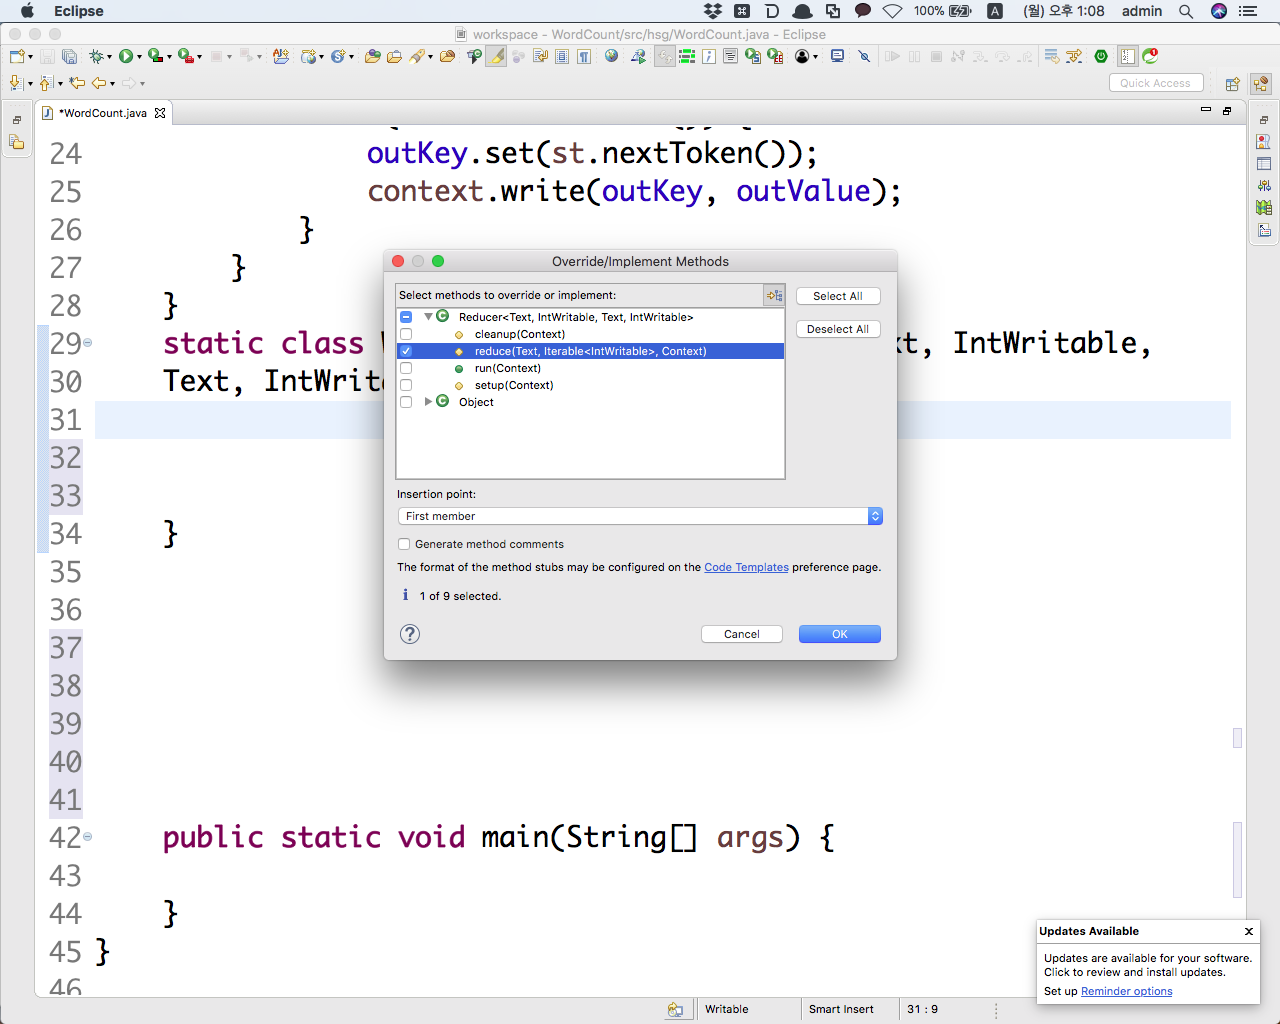 Eclipse
100%
A
(월) 오후 1:08
admin
workspace - WordCount/src/hsg/WordCount.java - Eclipse
Quick Access
*WordCount.java
24 outKey.set(st.nextToken());
25 context.write(outKey, outValue);
26 }
27 }
28 }
29 static class
xt, IntWritable,
30 Text, IntWrit
31
32
33
34 }
35
36
37
38
39
40
41
42 public static void main(String[] args) {
43
44 }
45 }
46
Override/Implement Methods
Select methods to override or implement:
Select All
Deselect All
Reducer<Text, IntWritable, Text, IntWritable>
cleanup(Context)
reduce(Text, Iterable<IntWritable>, Context)
run(Context)
setup(Context)
Object
Insertion point:
First member
Generate method comments
The format of the method stubs may be configured on the Code Templates preference page.
1 of 9 selected.
Cancel
OK
Updates Available
Updates are available for your software.
Click to review and install updates.
Set up Reminder options
Writable
Smart Insert
31 : 9